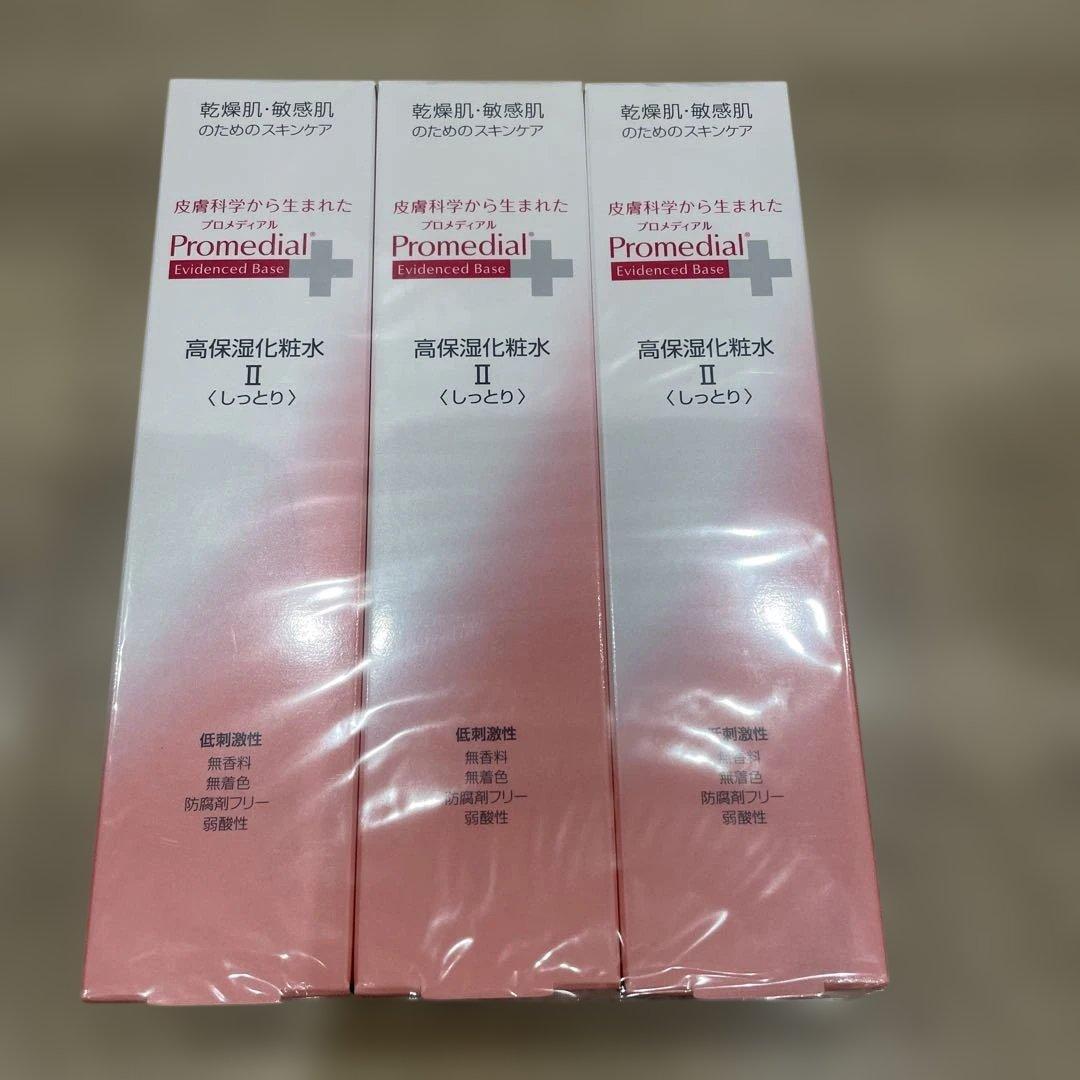 乾燥肌・敏感肌
のためのスキンケア
皮膚科学から生まれた
プロメディアル
Promedial®
Evidenced Base
高保湿化粧水
Ⅱ
〈しっとり〉
低刺激性
無香料
無着色
防腐剤フリー
弱酸性
乾燥肌・敏感肌
のためのスキンケア
皮膚科学から生まれた
プロメディアル
Promedial®
Evidenced Base
高保湿化粧水
Ⅱ
〈しっとり〉
低刺激性
無香料
無着色
防腐剤フリー
弱酸性
乾燥肌・敏感肌
のためのスキンケア
皮膚科学から生まれた
プロメディアル
Promedial®
Evidenced Base
高保湿化粧水
Ⅱ
〈しっとり〉
低刺激性
無香料
無着色
防腐剤フリー
弱酸性